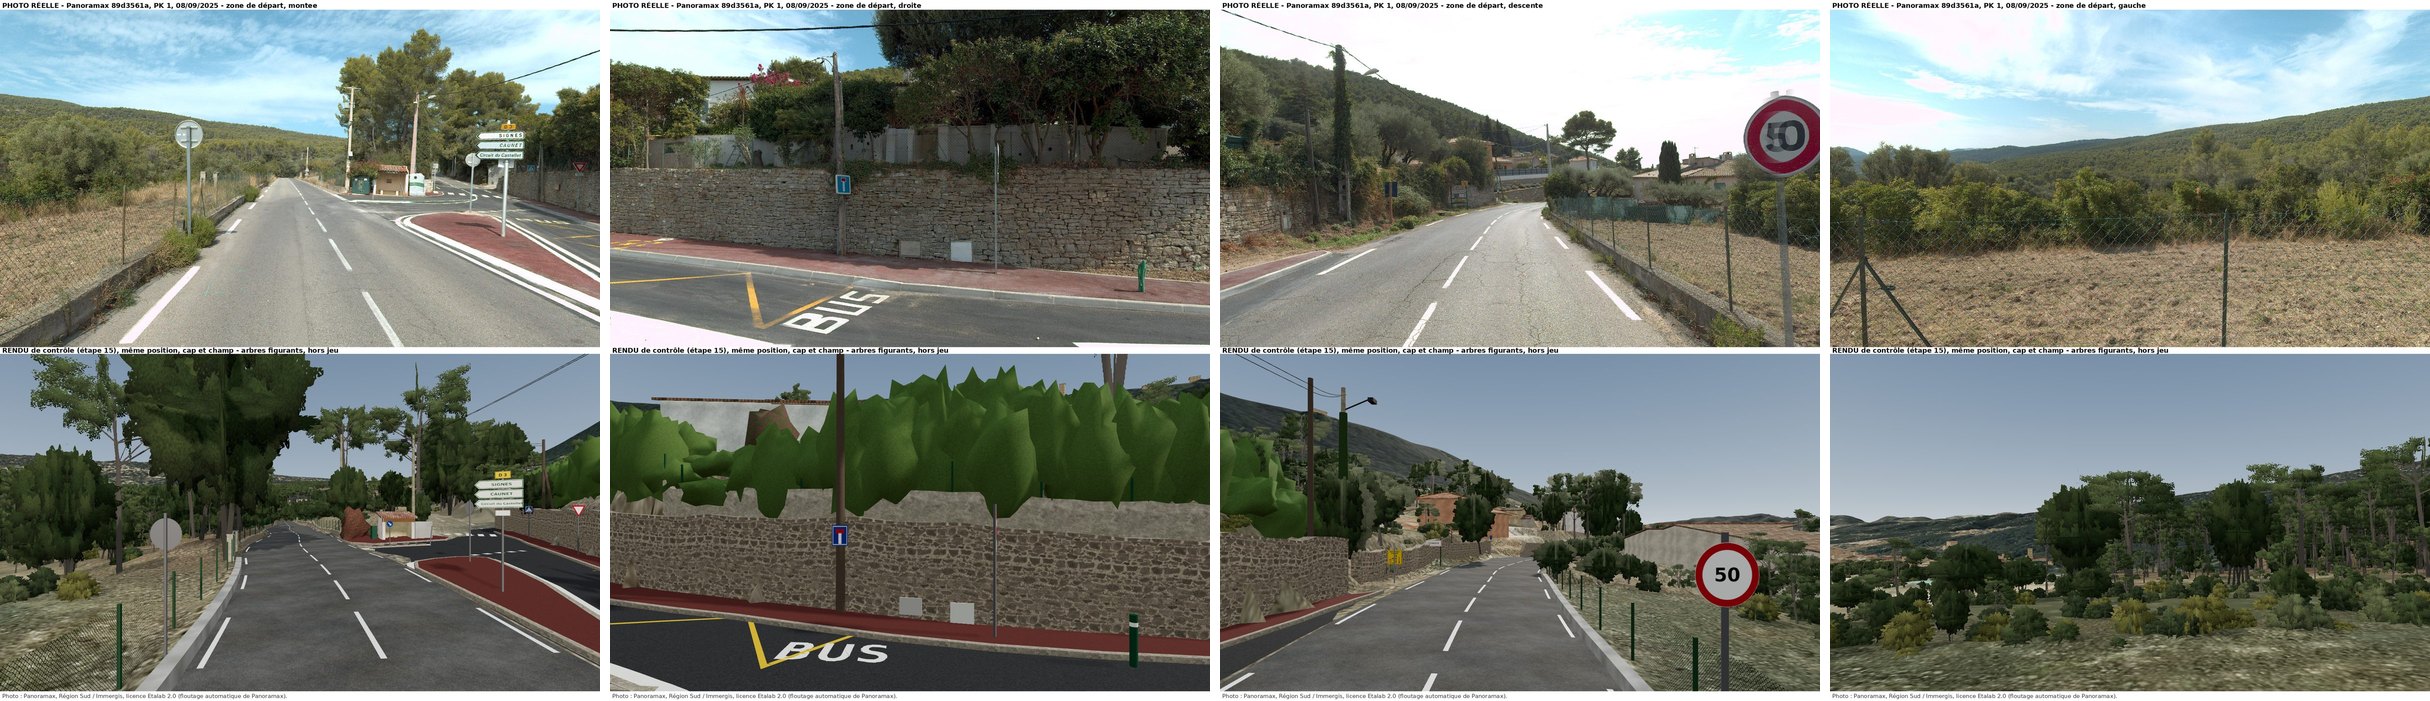 PHOTO RÉELLE - Panoramax 89d3561a, PK 1, 08/09/2025 - zone de départ, montee
SIGNES
CAUNET
Circuit du Castellet
PHOTO RÉELLE - Panoramax 89d3561a, PK 1, 08/09/2025 - zone de départ, droite
BUS
PHOTO RÉELLE - Panoramax 89d3561a, PK 1, 08/09/2025 - zone de départ, descente
50
PHOTO RÉELLE - Panoramax 89d3561a, PK 1, 08/09/2025 - zone de départ, gauche
RENDU de contrôle (étape 15), même position, cap et champ - arbres figurants, hors jeu
D 3
SIGNES
CAUNET
Circuit du Castellet
Photo : Panoramax, Région Sud / Immergis, licence Etalab 2.0 (floutage automatique de Panoramax).
RENDU de contrôle (étape 15), même position, cap et champ - arbres figurants, hors jeu
BUS
Photo : Panoramax, Région Sud / Immergis, licence Etalab 2.0 (floutage automatique de Panoramax).
RENDU de contrôle (étape 15), même position, cap et champ - arbres figurants, hors jeu
50
Photo : Panoramax, Région Sud / Immergis, licence Etalab 2.0 (floutage automatique de Panoramax).
RENDU de contrôle (étape 15), même position, cap et champ - arbres figurants, hors jeu
Photo : Panoramax, Région Sud / Immergis, licence Etalab 2.0 (floutage automatique de Panoramax).